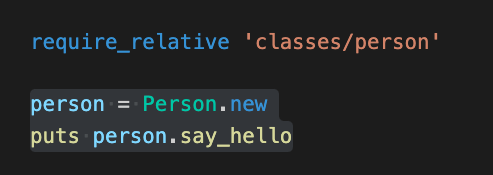 require_relative 'classes/person'
person = Person.new
puts person.say_hello